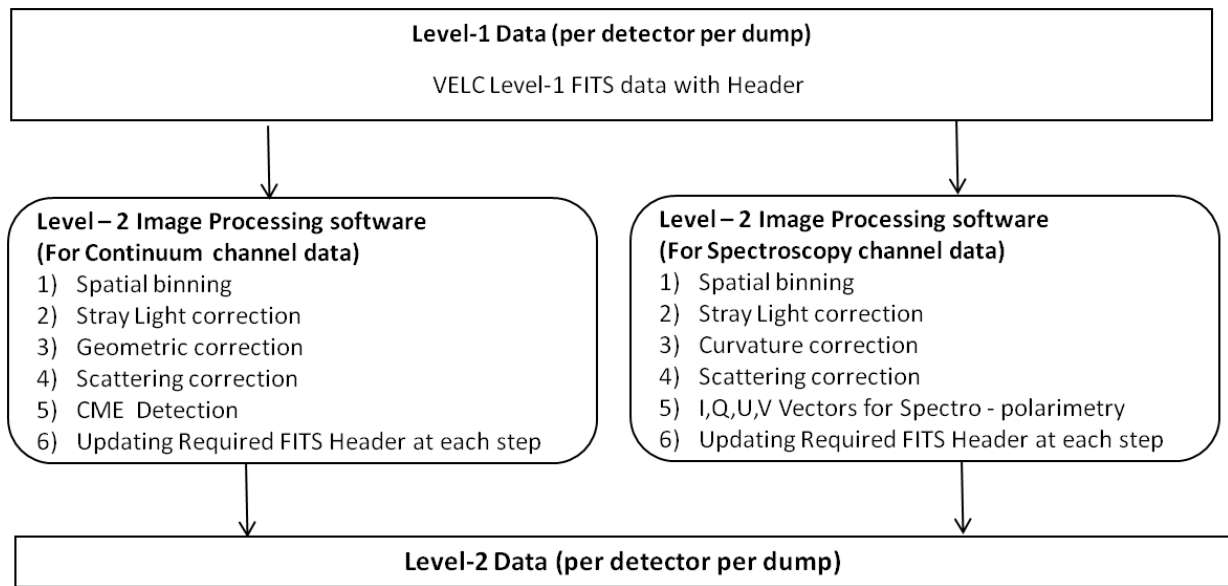 Level-1 Data (per detector per dump)
VELC Level-1 FITS data with Header
Level – 2 Image Processing software
(For Continuum channel data)
1) Spatial binning
2) Stray Light correction
3) Geometric correction
4) Scattering correction
5) CME Detection
6) Updating Required FITS Header at each step
Level – 2 Image Processing software
(For Spectroscopy channel data)
1) Spatial binning
2) Stray Light correction
3) Curvature correction
4) Scattering correction
5) I,Q,U,V Vectors for Spectro - polarimetry
6) Updating Required FITS Header at each step
Level-2 Data (per detector per dump)